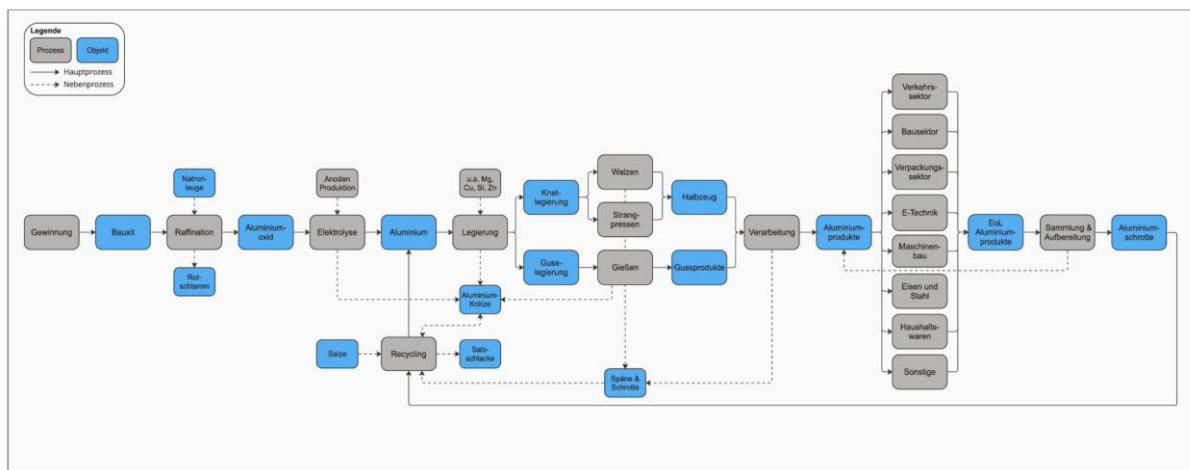 Legende
Prozess
Objekt
Hauptprozess
Nebenprozess
Gewinnung
Bauxit
Natron-
lauge
Raffination
Rot-
schlamm
Aluminium-
oxid
Anoden
Produktion
Elektrolyse
Aluminium
u.a. Mg,
Cu, Si, Zn
Legierung
Aluminium-
Krätze
Salze
Recycling
Salz-
schlacke
Knet-
legierung
Guss-
legierung
Walzen
Strang-
pressen
Gießen
Halbzeug
Gussprodukte
Späne &
Schrotte
Verarbeitung
Aluminium-
produkte
Verkehrs-
sektor
Bausektor
Verpackungs-
sektor
E-Technik
Maschinen-
bau
Eisen und
Stahl
Haushalts-
waren
Sonstige
EoL
Aluminium-
produkte
Sammlung &
Aufbereitung
Aluminium-
schrotte